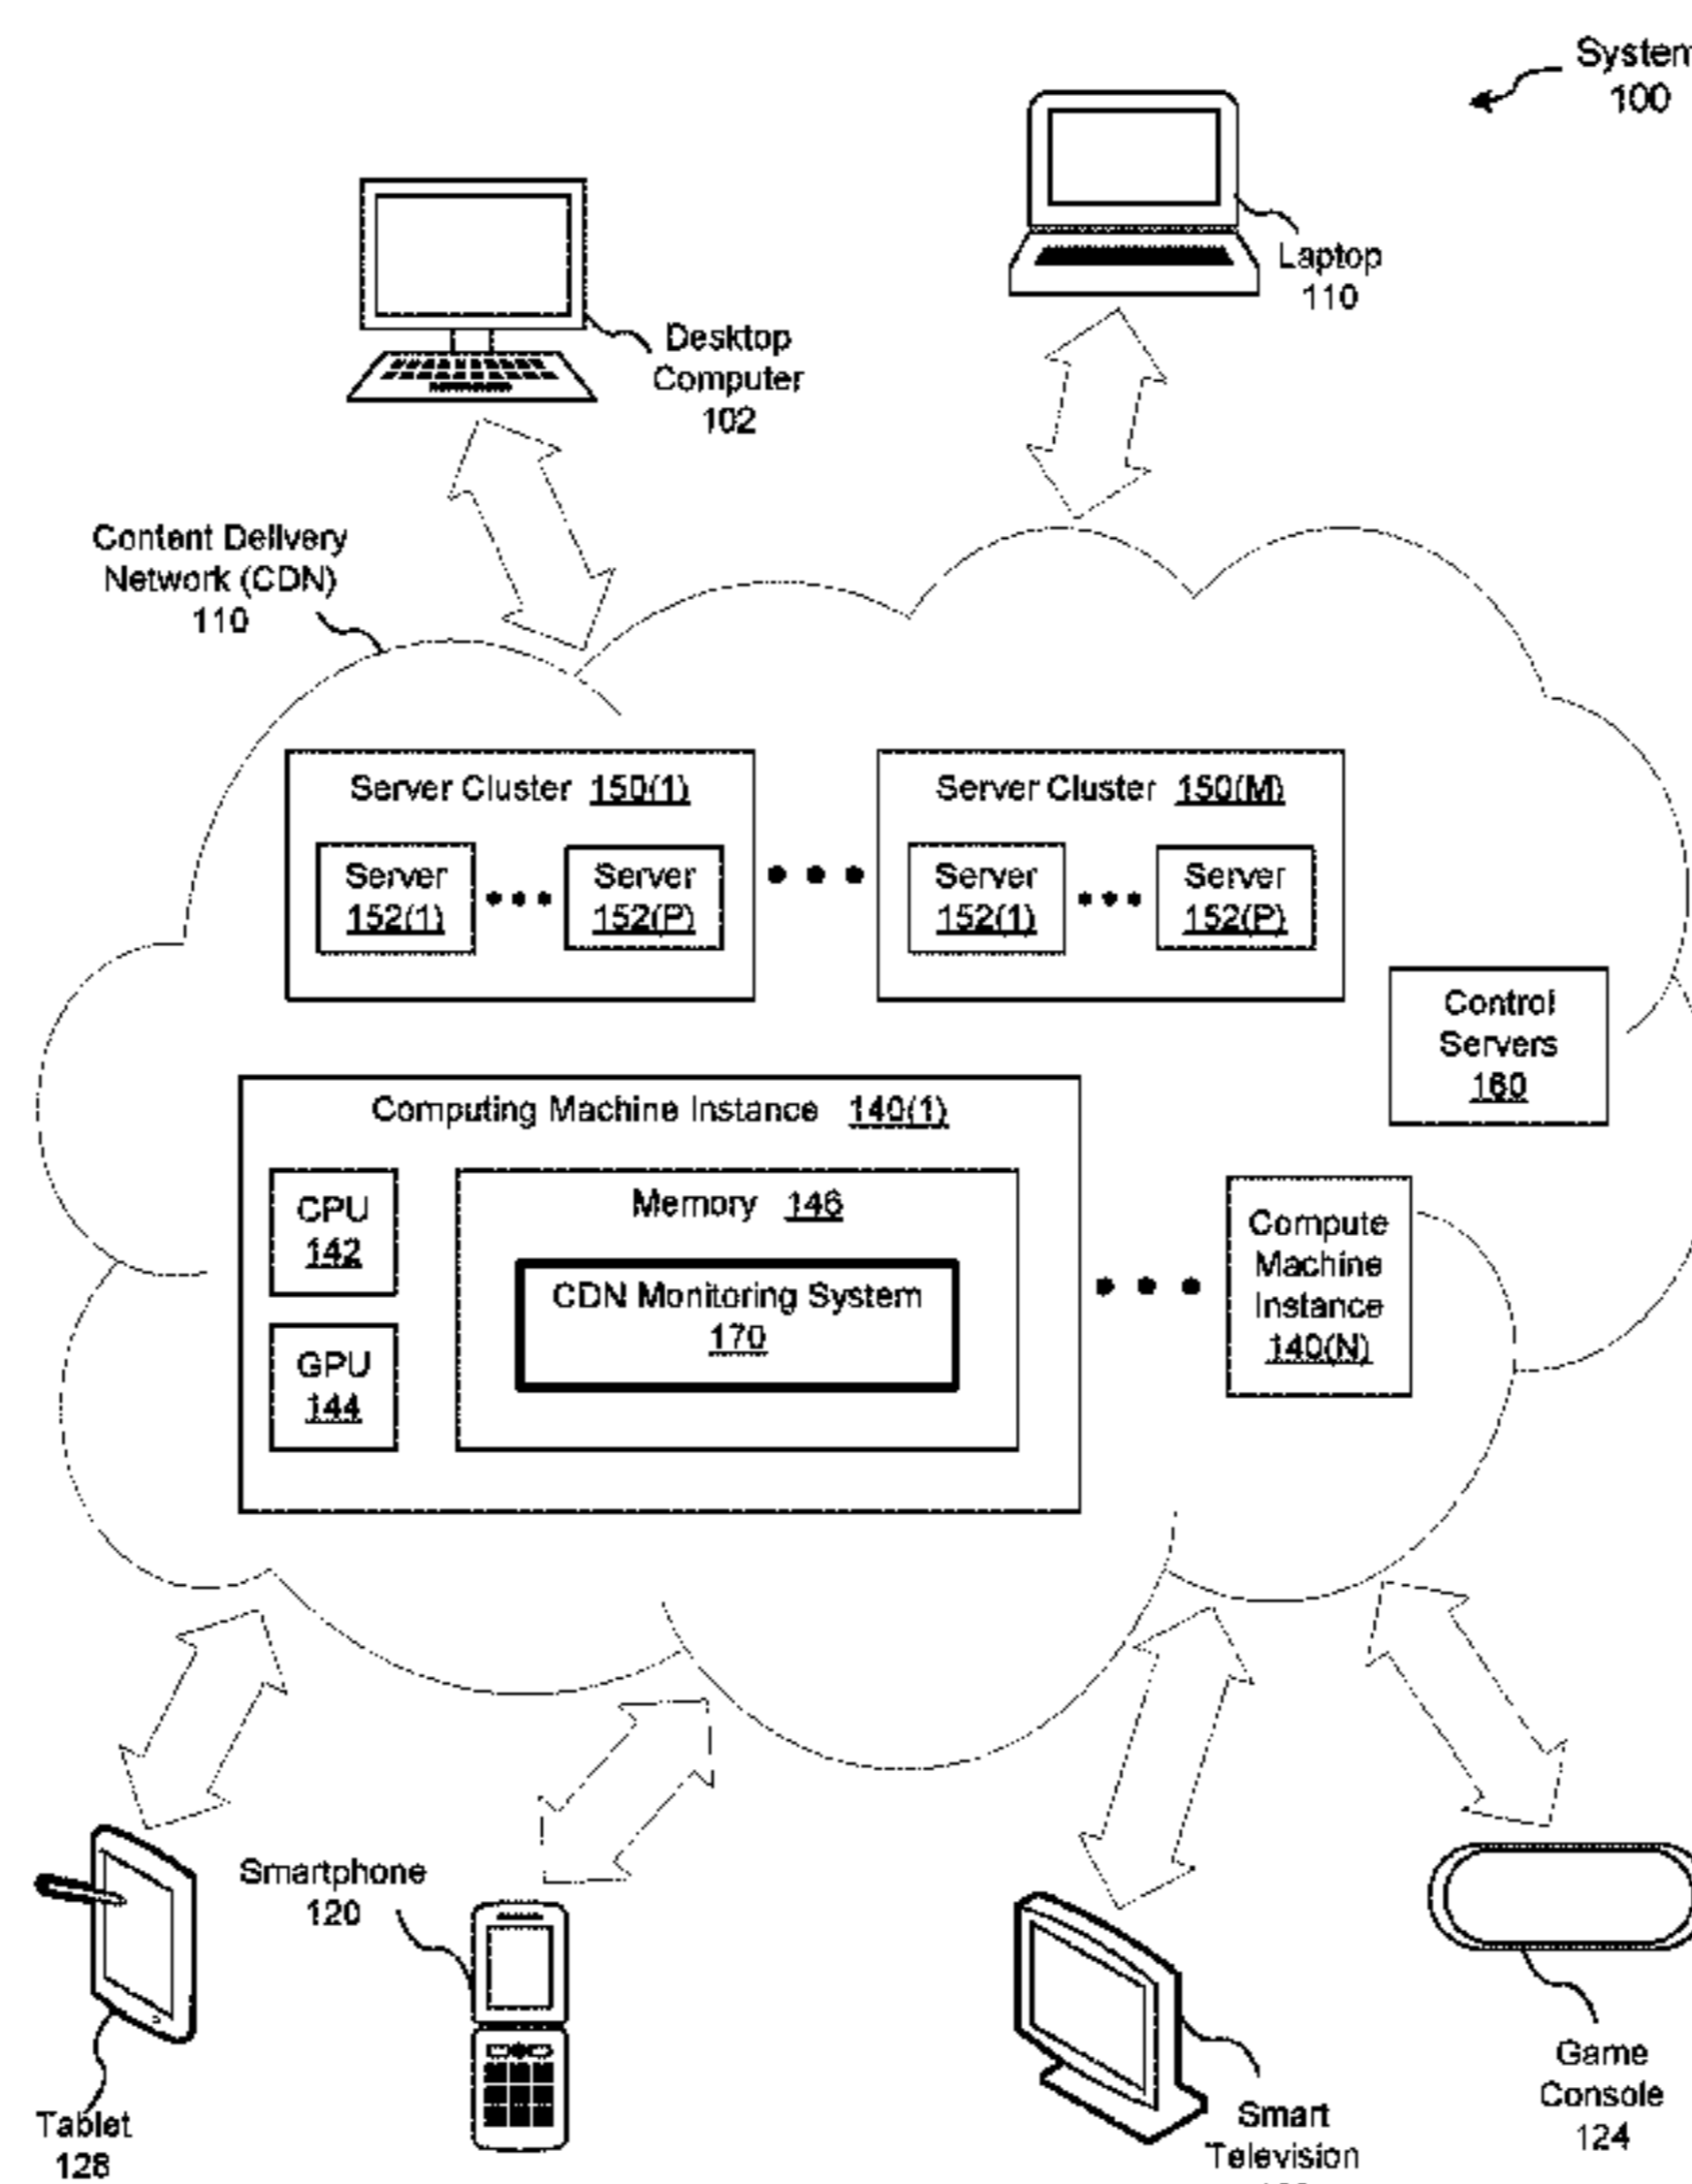 System
100
Laptop
110
Desktop
Computer
102
Content Delivery
Network (CDN)
110
Server Cluster 150(1)
Server
152(1)
Server
152(P)
Server Cluster 150(M)
Server
152(1)
Server
152(P)
Control
Servers
160
Computing Machine Instance 140(1)
CPU
142
GPU
144
Memory 146
CDN Monitoring System
170
Compute
Machine
Instance
140(N)
Smartphone
120
Tablet
128
Smart
Television
Game
Console
124